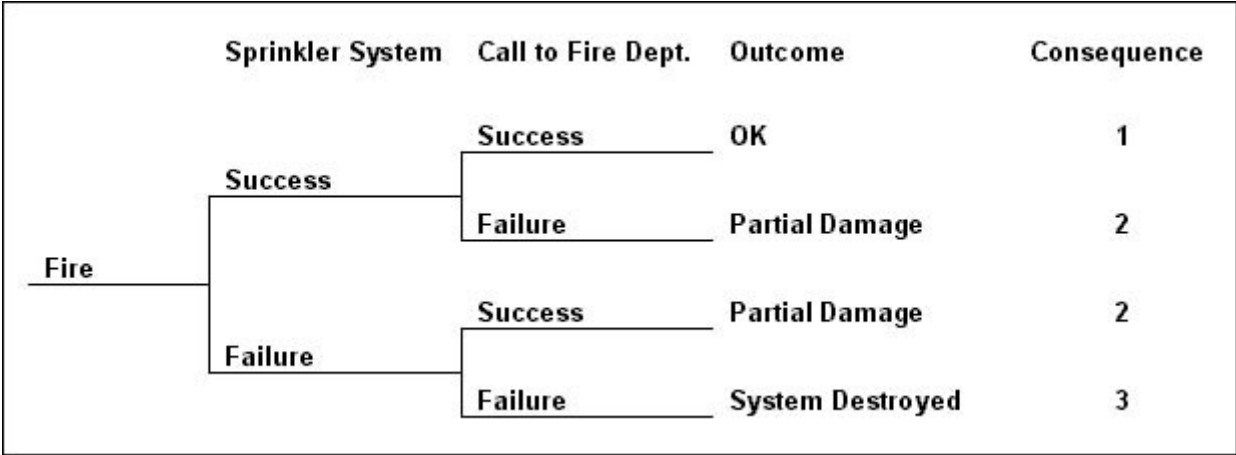 Sprinkler System Call to Fire Dept. Outcome Consequence
Success OK 1
Success
Failure Partial Damage 2
Fire
Success Partial Damage 2
Failure
Failure System Destroyed 3